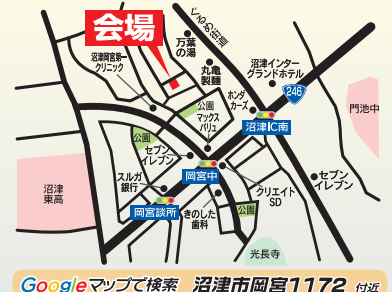 会場
ぐるめ街道
万葉
の湯
沼津岡宮第一
クリニック
丸亀
製麺
沼津インター
グランドホテル
246
ホンダ
カーズ
公園
マックス
バリュ
沼津IC南
門池中
公園
セブン
イレブン
岡宮中
沼津
東高
スルガ
銀行
クリエイト
SD
セブン
イレブン
岡宮談所
きのした
歯科
公園
光長寺
Googleマップで検索 沼津市岡宮1172 付近